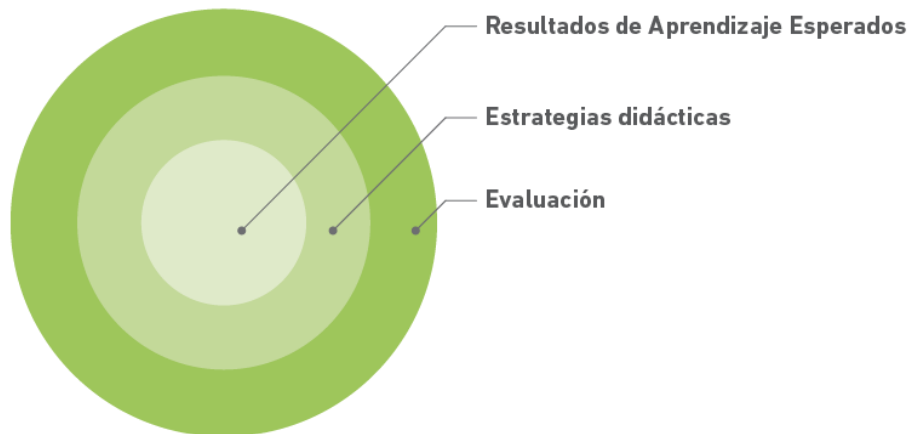 Resultados de Aprendizaje Esperados
Estrategias didácticas
Evaluación